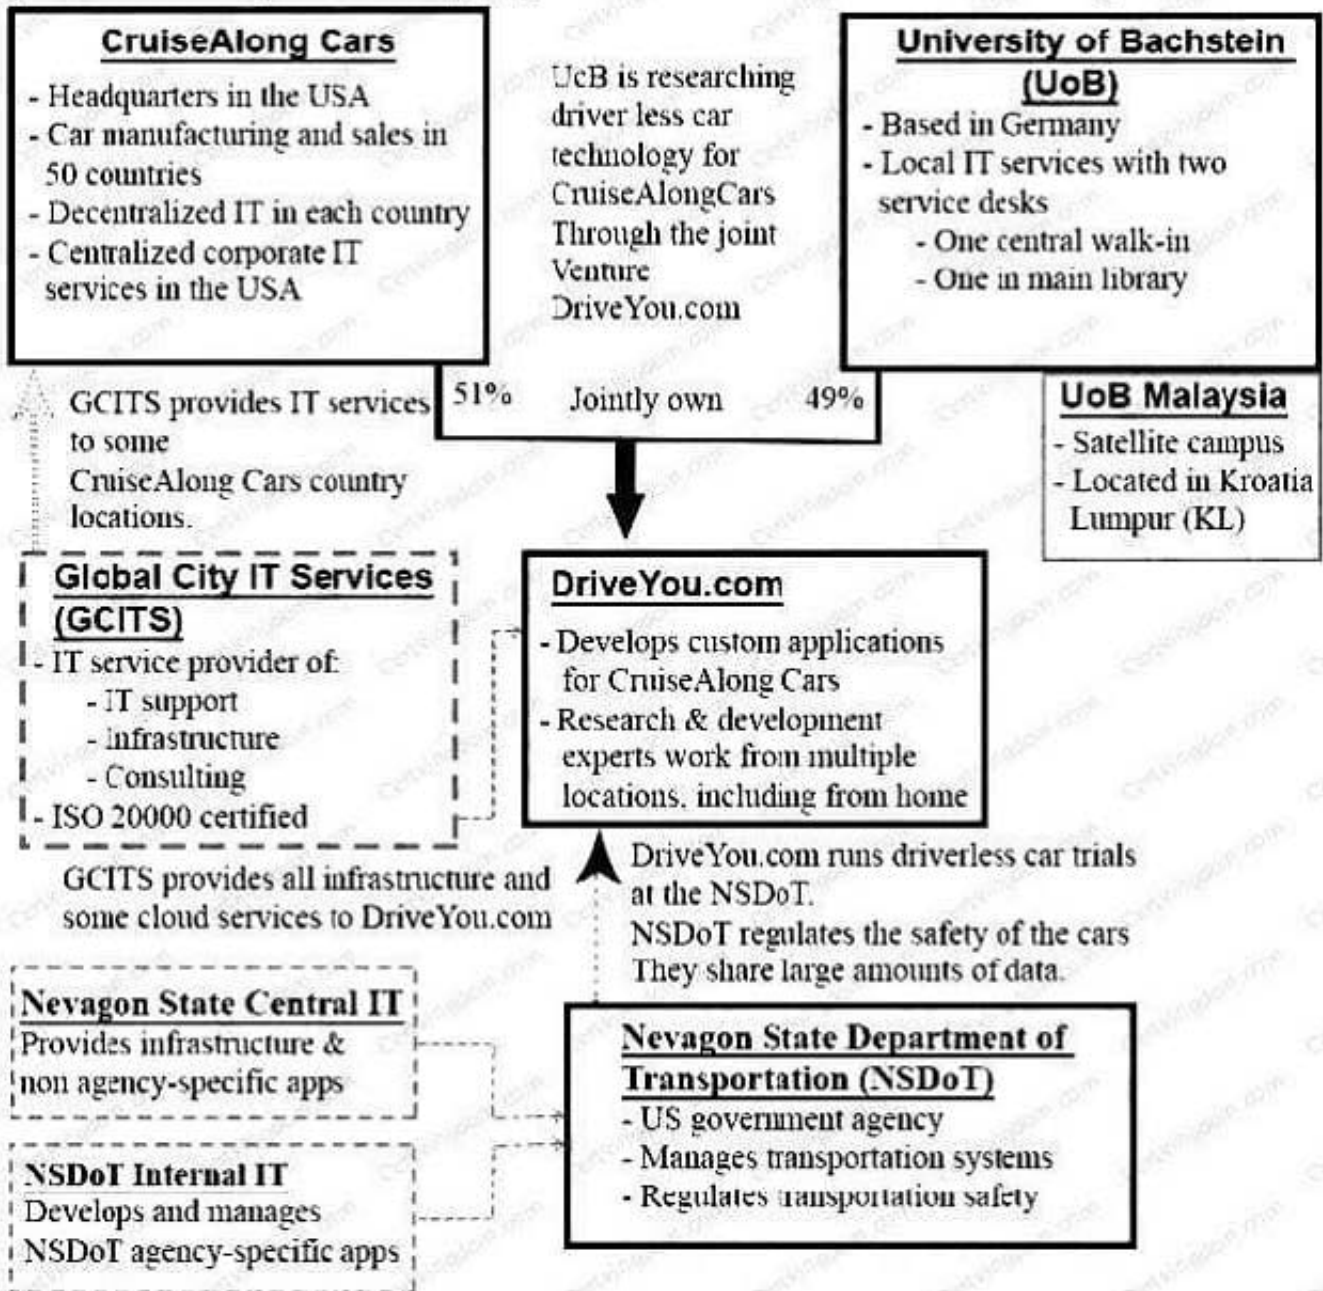 CruiseAlong Cars
- Headquarters in the USA
- Car manufacturing and sales in
50 countries
- Decentralized IT in each country
- Centralized corporate IT
services in the USA
UcB is researching
driver less car
technology for
CruiseAlongCars
Through the joint
Venture
DriveYou.com
University of Bachstein
(UoB)
- Based in Germany
- Local IT services with two
service desks
- One central walk-in
- One in main library
51% Jointly own 49%
UoB Malaysia
- Satellite campus
- Located in Kroatia
Lumpur (KL)
GCITS provides IT services
to some
CruiseAlong Cars country
locations.
Global City IT Services
(GCITS)
- IT service provider of:
- IT support
- Infrastructure
- Consulting
- ISO 20000 certified
DriveYou.com
- Develops custom applications
for CruiseAlong Cars
- Research & development
experts work from multiple
locations, including from home
GCITS provides all infrastructure and
some cloud services to DriveYou.com
DriveYou.com runs driverless car trials
at the NSDoT.
NSDoT regulates the safety of the cars
They share large amounts of data.
Nevagon State Central IT
Provides infrastructure &
non agency-specific apps
NSDoT Internal IT
Develops and manages
NSDoT agency-specific apps
Nevagon State Department of
Transportation (NSDoT)
- US government agency
- Manages transportation systems
- Regulates transportation safety